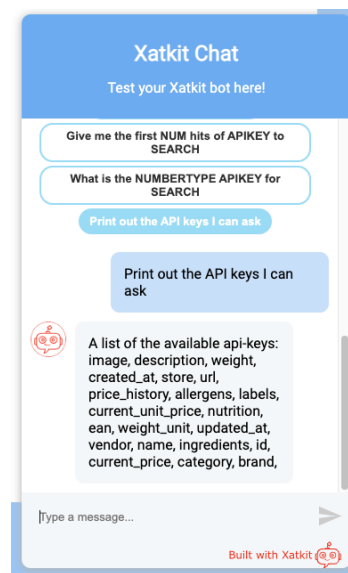 Xatkit Chat
Test your Xatkit bot here!
Give me the first NUM hits of APIKEY to
SEARCH
What is the NUMBERTYPE APIKEY for
SEARCH
Print out the API keys I can ask
Print out the API keys I can
ask
A list of the available api-keys:
image, description, weight,
created_at, store, url,
price_history, allergens, labels,
current_unit_price, nutrition,
ean, weight_unit, updated_at,
vendor, name, ingredients, id,
current_price, category, brand,
Type a message...
Built with Xatkit